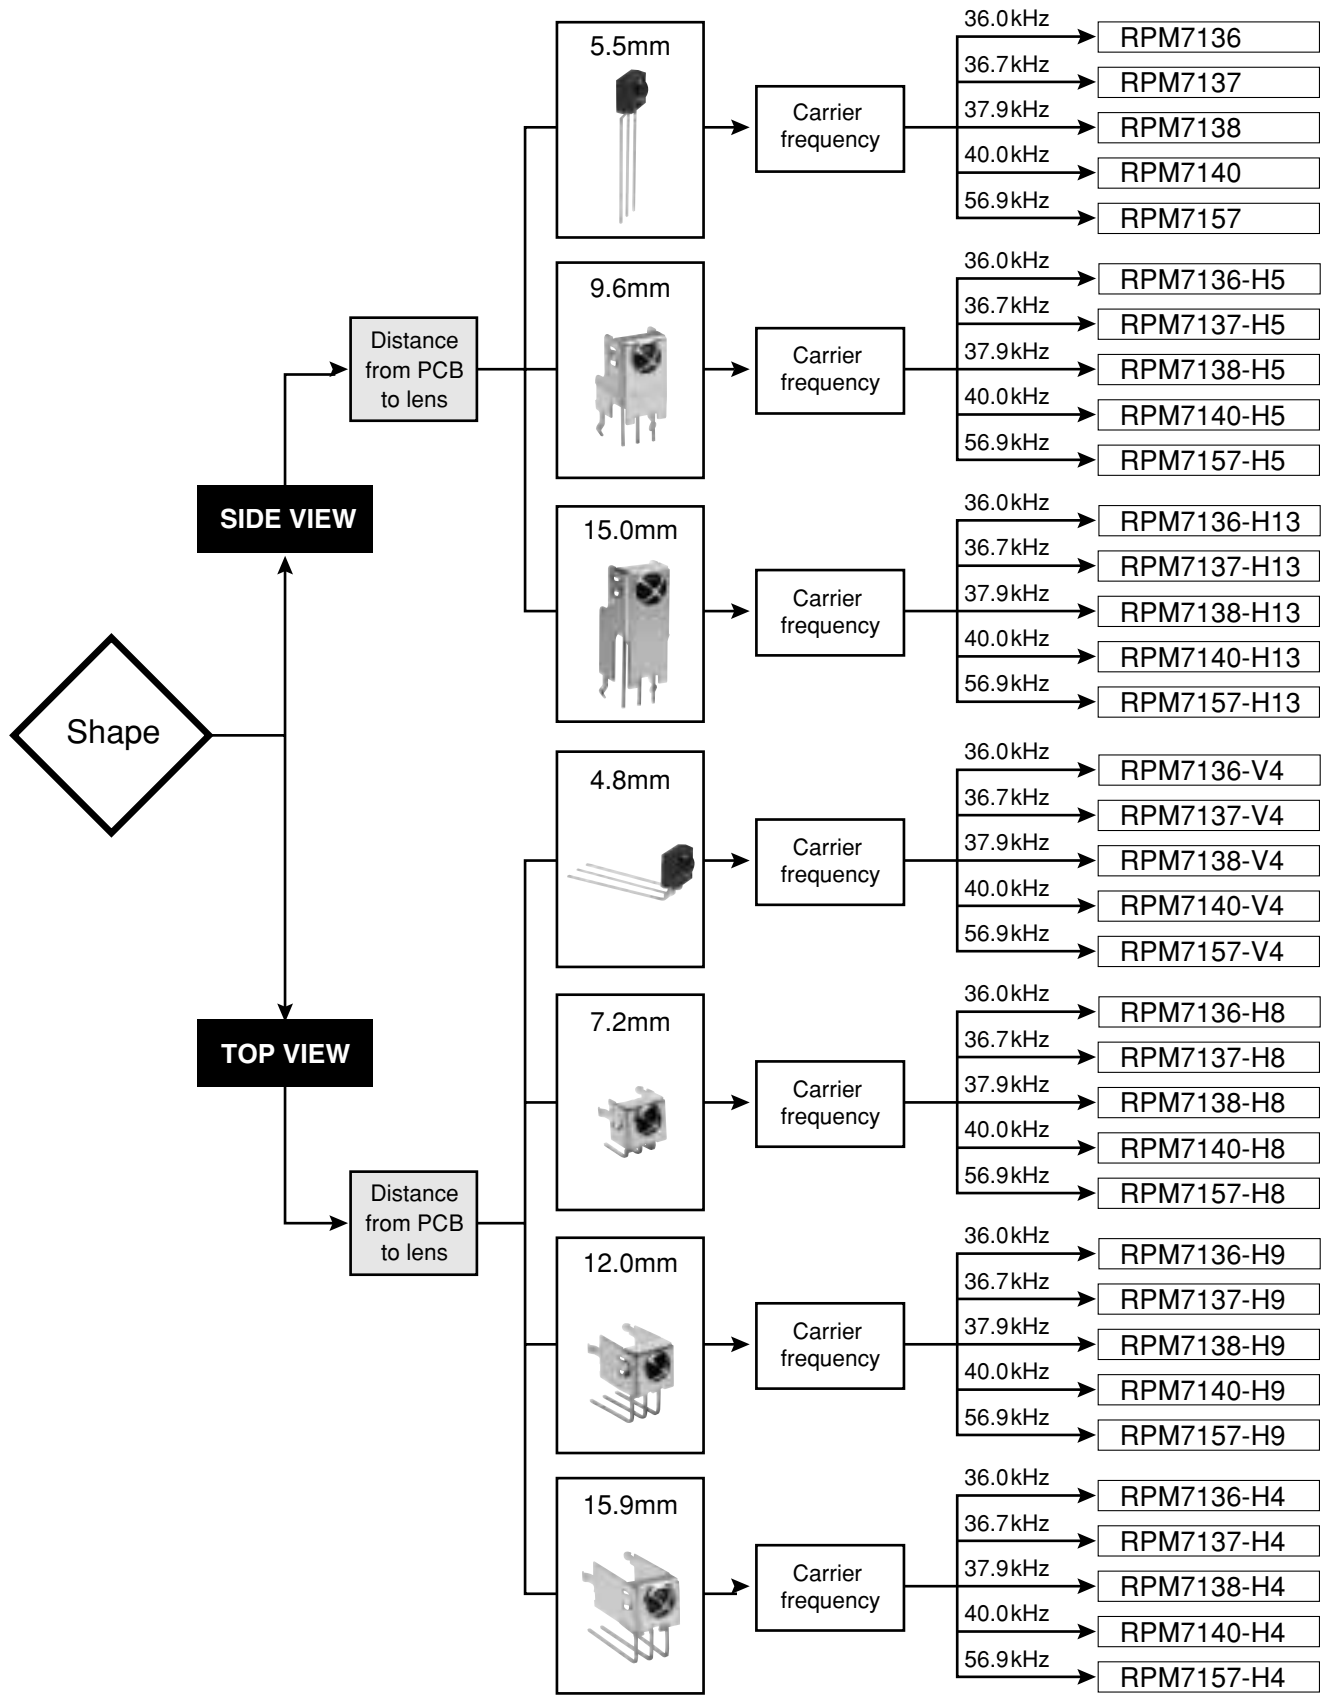 Shape
SIDE VIEW
Distance
from PCB
to lens
5.5mm
Carrier
frequency
36.0kHz
RPM7136
36.7kHz
RPM7137
37.9kHz
RPM7138
40.0kHz
RPM7140
56.9kHz
RPM7157
9.6mm
Carrier
frequency
36.0kHz
RPM7136-H5
36.7kHz
RPM7137-H5
37.9kHz
RPM7138-H5
40.0kHz
RPM7140-H5
56.9kHz
RPM7157-H5
15.0mm
Carrier
frequency
36.0kHz
RPM7136-H13
36.7kHz
RPM7137-H13
37.9kHz
RPM7138-H13
40.0kHz
RPM7140-H13
56.9kHz
RPM7157-H13
TOP VIEW
Distance
from PCB
to lens
4.8mm
Carrier
frequency
36.0kHz
RPM7136-V4
36.7kHz
RPM7137-V4
37.9kHz
RPM7138-V4
40.0kHz
RPM7140-V4
56.9kHz
RPM7157-V4
7.2mm
Carrier
frequency
36.0kHz
RPM7136-H8
36.7kHz
RPM7137-H8
37.9kHz
RPM7138-H8
40.0kHz
RPM7140-H8
56.9kHz
RPM7157-H8
12.0mm
Carrier
frequency
36.0kHz
RPM7136-H9
36.7kHz
RPM7137-H9
37.9kHz
RPM7138-H9
40.0kHz
RPM7140-H9
56.9kHz
RPM7157-H9
15.9mm
Carrier
frequency
36.0kHz
RPM7136-H4
36.7kHz
RPM7137-H4
37.9kHz
RPM7138-H4
40.0kHz
RPM7140-H4
56.9kHz
RPM7157-H4